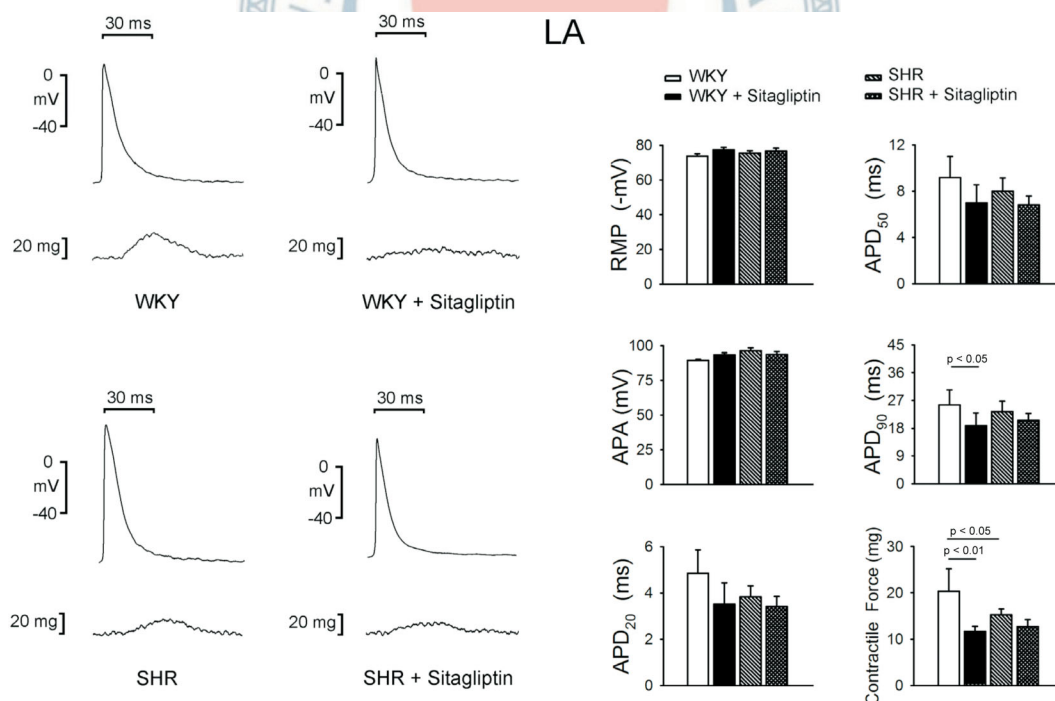 LA
30 ms
0
mV
-40
20 mg
WKY
30 ms
0
mV
-40
20 mg
WKY + Sitagliptin
30 ms
0
mV
-40
20 mg
SHR
30 ms
0
mV
-40
20 mg
SHR + Sitagliptin
WKY
WKY + Sitagliptin
SHR
SHR + Sitagliptin
RMP (-mV)
80
60
40
20
0
APD50 (ms)
12
8
4
0
APA (mV)
100
75
50
25
0
APD90 (ms)
45
36
27
18
9
0
p < 0.05
APD20 (ms)
6
4
2
0
Contractile Force (mg)
30
20
10
0
p < 0.05
p < 0.01